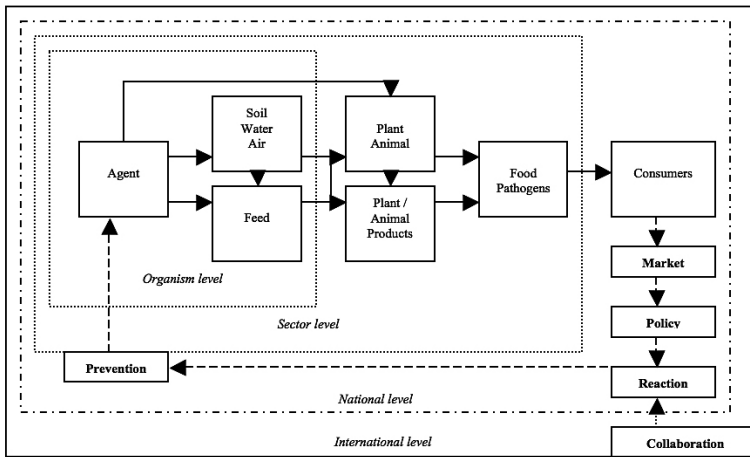 Soil
Water
Air
Plant
Animal
Agent
Food
Pathogens
Consumers
Feed
Plant /
Animal
Products
Organism level
Market
Sector level
Policy
Prevention
Reaction
National level
International level
Collaboration